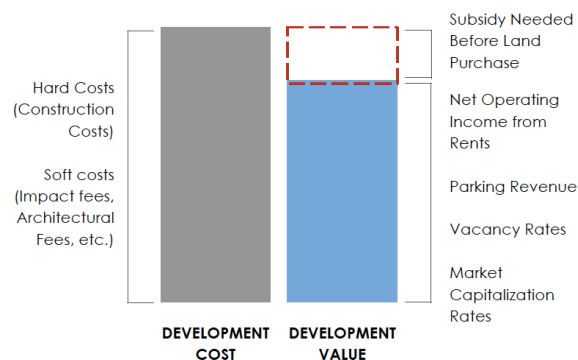 Hard Costs
(Construction
Costs)
Soft costs
(Impact fees,
Architectural
Fees, etc.)
Subsidy Needed
Before Land
Purchase
Net Operating
Income from
Rents
Parking Revenue
Vacancy Rates
Market
Capitalization
Rates
DEVELOPMENT
COST
DEVELOPMENT
VALUE